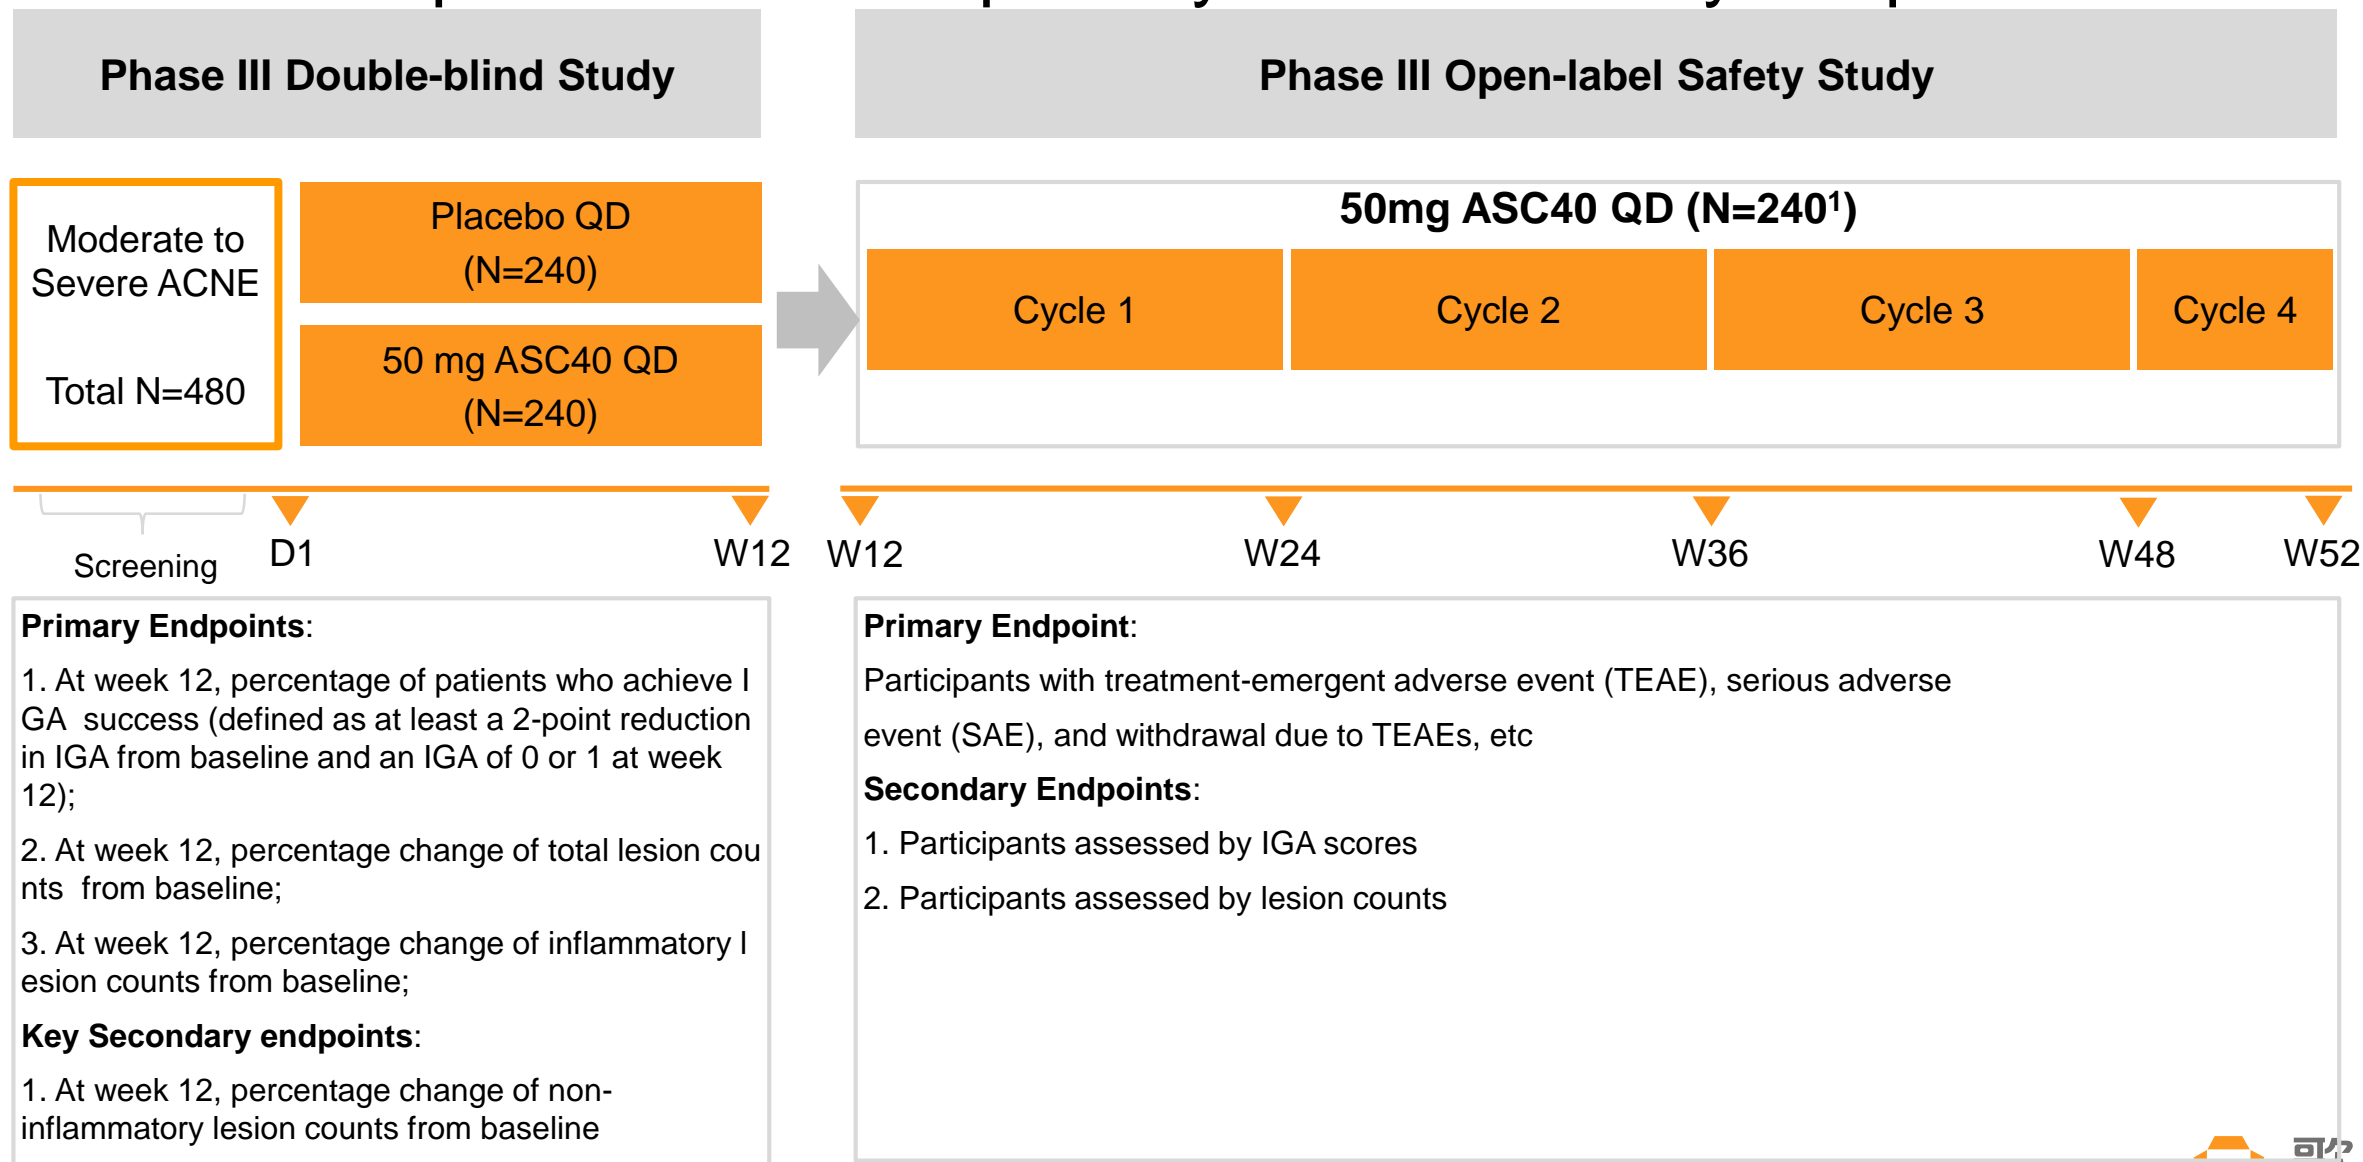 Phase III Double-blind Study
Phase III Open-label Safety Study
Moderate to
Severe ACNE
Total N=480
Placebo QD
(N=240)
50 mg ASC40 QD
(N=240)
50mg ASC40 QD (N=240¹)
Cycle 1
Cycle 2
Cycle 3
Cycle 4
Screening
D1
W12
W12
W24
W36
W48
W52
Primary Endpoints:
1. At week 12, percentage of patients who achieve I
GA  success (defined as at least a 2-point reduction
in IGA from baseline and an IGA of 0 or 1 at week
12);
2. At week 12, percentage change of total lesion cou
nts  from baseline;
3. At week 12, percentage change of inflammatory l
esion counts from baseline;
Key Secondary endpoints:
1. At week 12, percentage change of non-
inflammatory lesion counts from baseline
Primary Endpoint:
Participants with treatment-emergent adverse event (TEAE), serious adverse
event (SAE), and withdrawal due to TEAEs, etc
Secondary Endpoints:
1. Participants assessed by IGA scores
2. Participants assessed by lesion counts